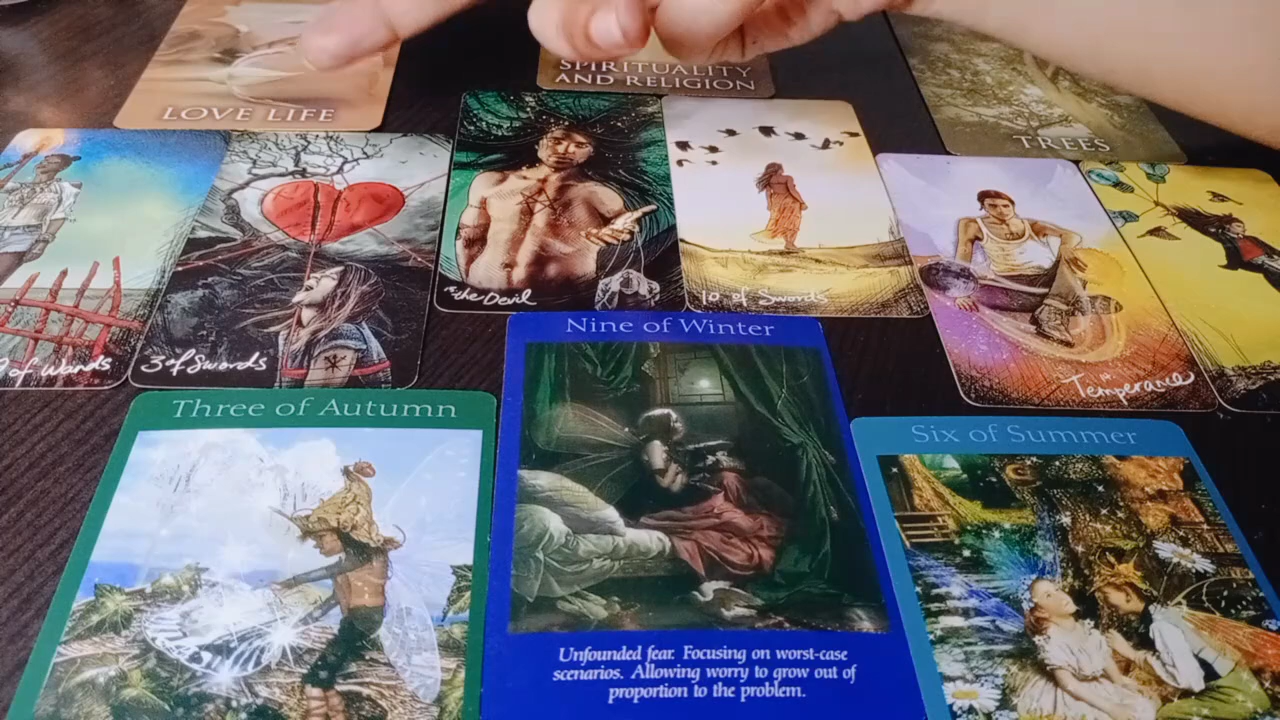 LOVE LIFE
SPIRITUALITY
AND RELIGION
TREES
of Wands
3 of Swords
the Devil
10 of Swords
14
Temperance
Three of Autumn
Nine of Winter
Six of Summer
Unfounded fear. Focusing on worst-case
scenarios. Allowing worry to grow out of
proportion to the problem.